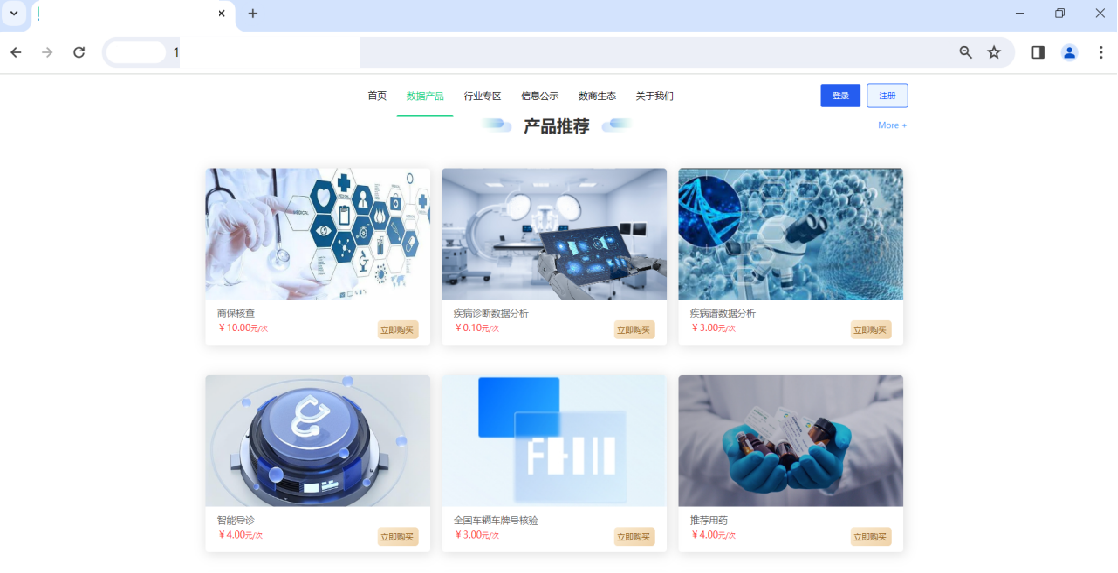 1
首页 数据产品 行业专区 信息公示 数商生态 关于我们 登录 注册
产品推荐
More +
商保核查
￥10.00元/次
立即购买
疾病诊断数据分析
￥0.10元/次
立即购买
疾病谱数据分析
￥3.00元/次
立即购买
智能导诊
￥4.00元/次
立即购买
全国车辆车牌号核验
￥3.00元/次
立即购买
推荐用药
￥4.00元/次
立即购买